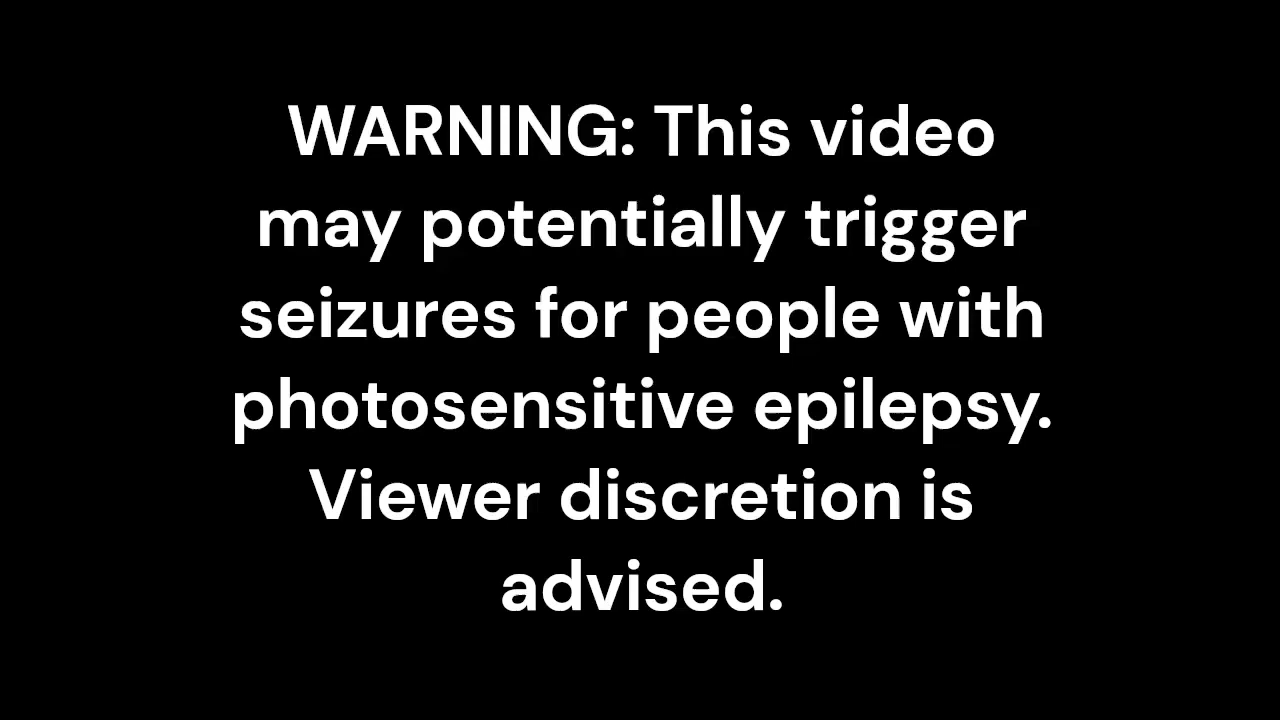 WARNING: This video
may potentially trigger
seizures for people with
photosensitive epilepsy.
Viewer discretion is
advised.